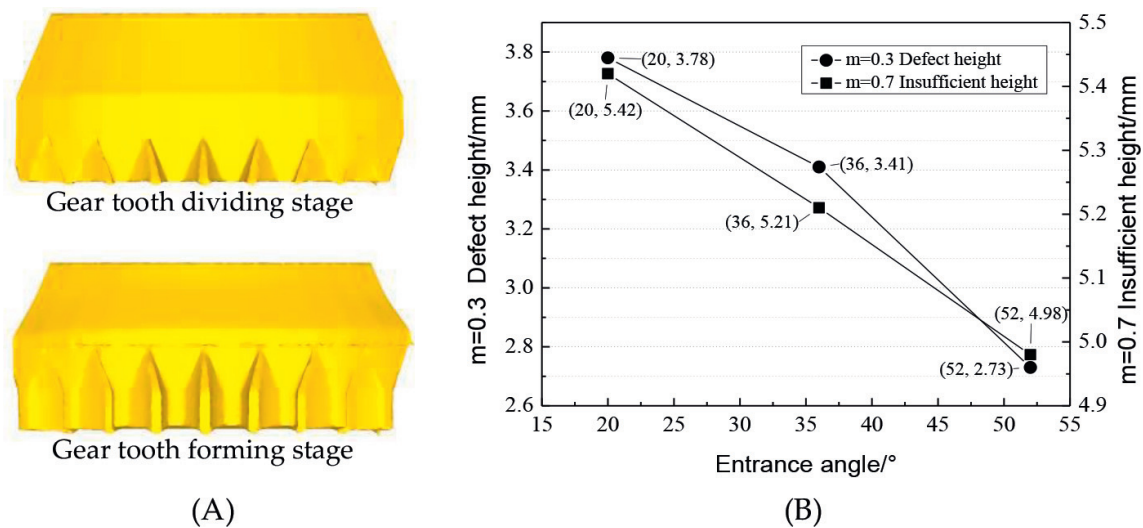 Gear tooth dividing stage
Gear tooth forming stage
(A)
m=0.3 Defect height/mm
3.8
3.6
3.4
3.2
3.0
2.8
2.6
(20, 3.78)
(20, 5.42)
(36, 3.41)
(36, 5.21)
(52, 4.98)
(52, 2.73)
m=0.3 Defect height
m=0.7 Insufficient height
5.5
5.4
5.3
5.2
5.1
5.0
4.9
m=0.7 Insufficient height/mm
15 20 25 30 35 40 45 50 55
Entrance angle/°
(B)